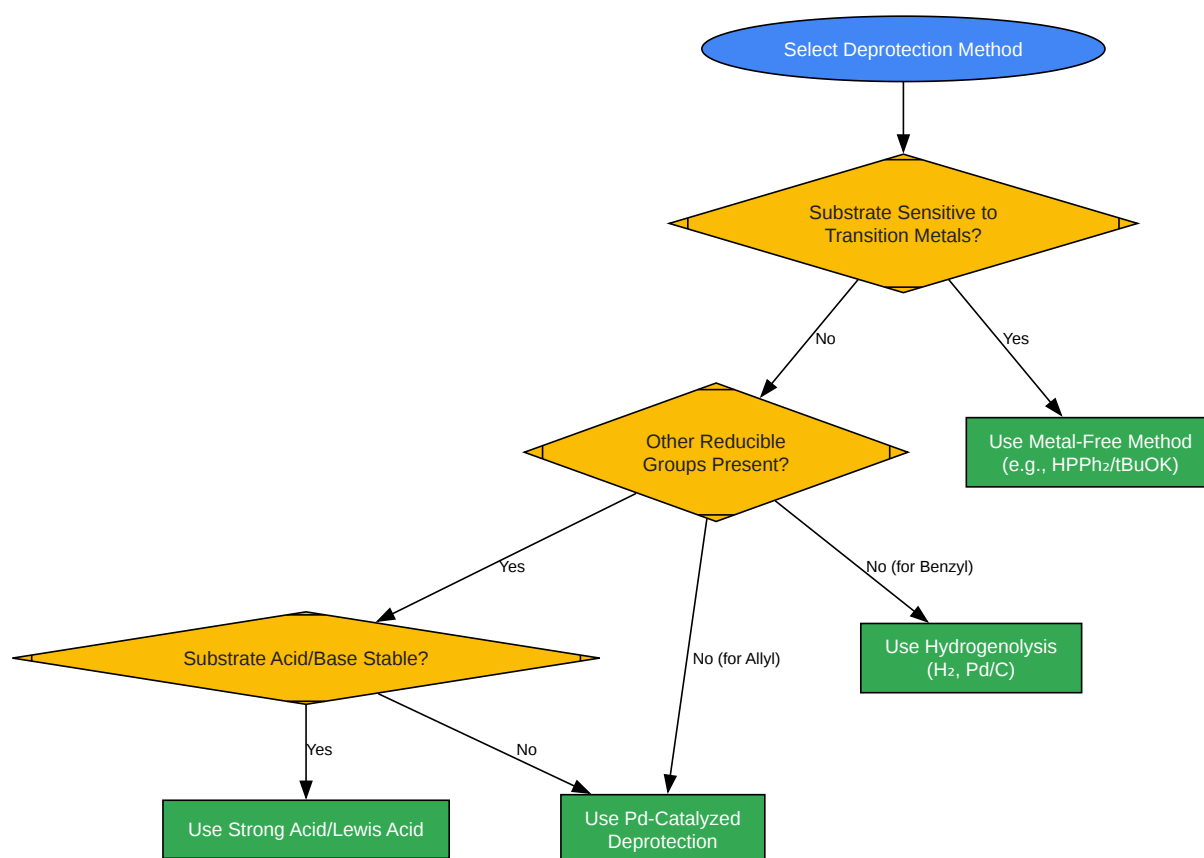 Select Deprotection Method
Substrate Sensitive to
Transition Metals?
No
Yes
Other Reducible
Groups Present?
Use Metal-Free Method
(e.g., HPPh₂/tBuOK)
Yes
No (for Benzyl)
Substrate Acid/Base Stable?
No (for Allyl)
Use Hydrogenolysis
(H₂, Pd/C)
Yes
No
Use Strong Acid/Lewis Acid
Use Pd-Catalyzed
Deprotection